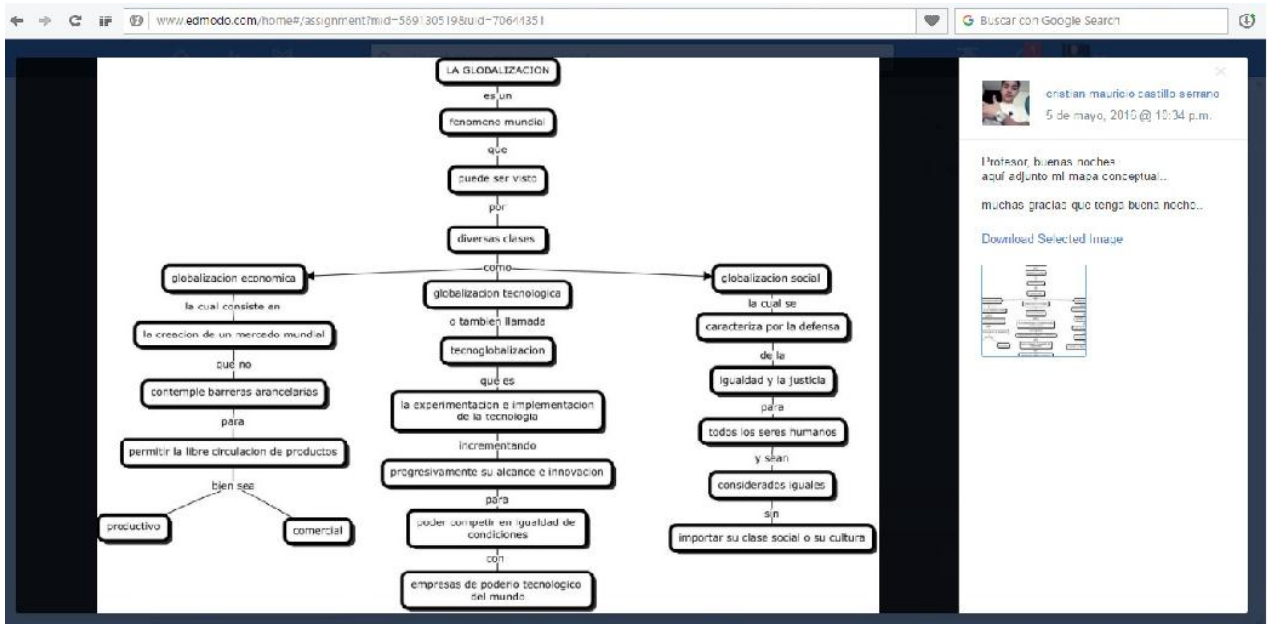 www.edmodo.com/home#/assignment?mid=569130519&uid=70644351
Buscar con Google Search
LA GLOBALIZACION
es un
fenomeno mundial
que
puede ser visto
por
diversas clases
como
globalizacion economica
la cual consiste en
la creacion de un mercado mundial
que no
contemple barreras arancelarias
para
permitir la libre circulacion de productos
bien sea
productivo
comercial
globalizacion tecnologica
o tambien llamada
tecnoglobalizacion
que es
la experimentacion e implementacion
de la tecnologia
incrementando
progresivamente su alcance e innovacion
para
poder competir en igualdad de
condiciones
con
empresas de poderio tecnologico
del mundo
globalizacion social
la cual se
caracteriza por la defensa
de la
igualdad y la justicia
para
todos los seres humanos
y sean
considerados iguales
sin
importar su clase social o su cultura
cristian mauricio castillo serrano
5 de mayo, 2016 @ 10:34 p.m.
Profesor, buenas noches
aquí adjunto mi mapa conceptual..
muchas gracias que tenga buena noche..
Download Selected Image